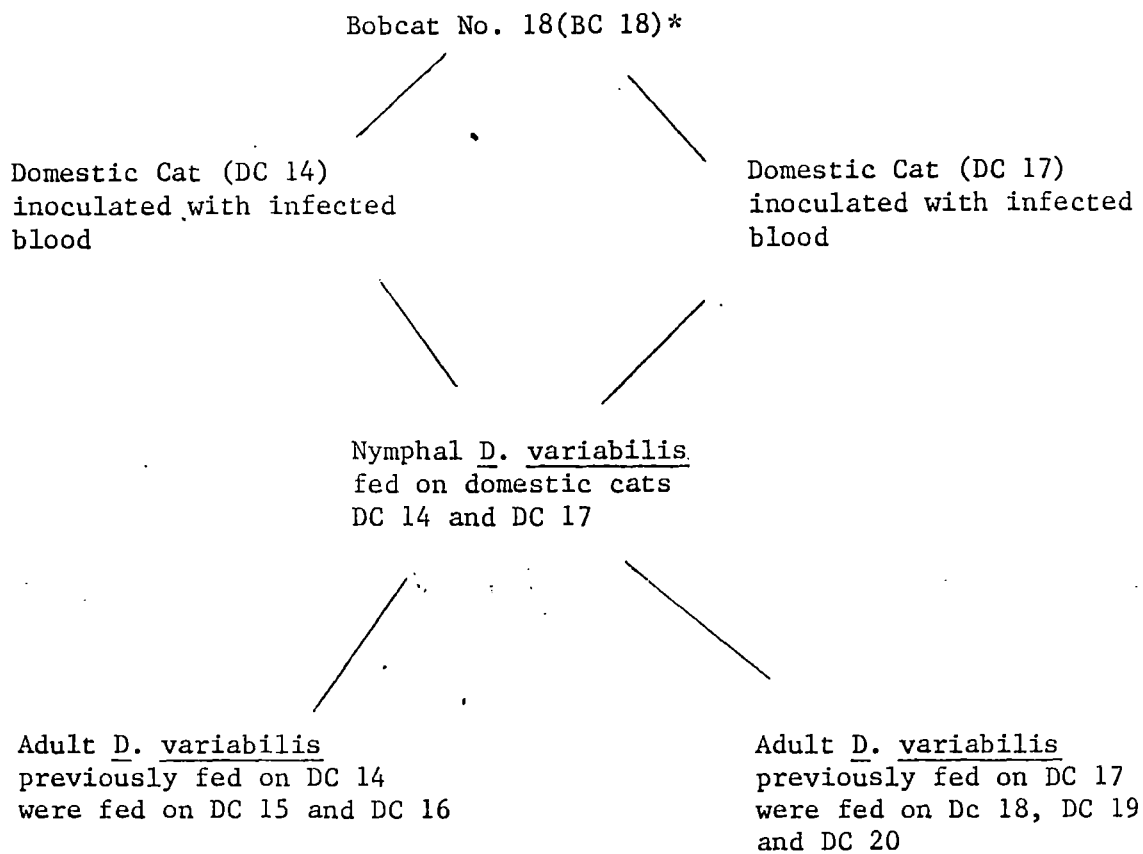 Bobcat No. 18(BC 18)*
Domestic Cat (DC 14)
inoculated with infected
blood
Domestic Cat (DC 17)
inoculated with infected
blood
Nymphal D. variabilis
fed on domestic cats
DC 14 and DC 17
Adult D. variabilis
previously fed on DC 14
were fed on DC 15 and DC 16
Adult D. variabilis
previously fed on DC 17
were fed on Dc 18, DC 19
and DC 20